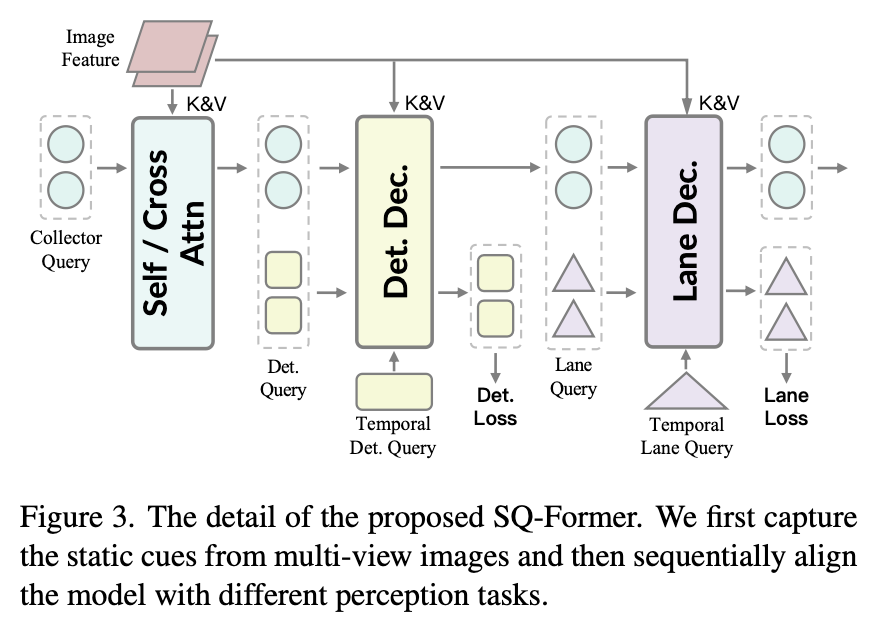 Image
Feature
K&V
K&V
K&V
Collector
Query
Self / Cross
Attn
Det. Dec.
Lane Dec.
Det.
Query
Temporal
Det. Query
Det.
Loss
Lane
Query
Temporal
Lane Query
Lane
Loss
Figure 3. The detail of the proposed SQ-Former. We first capture
the static cues from multi-view images and then sequentially align
the model with different perception tasks.